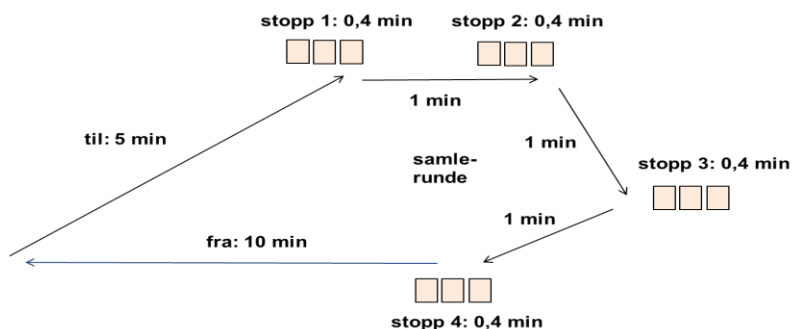 stopp 1: 0,4 min
stopp 2: 0,4 min
1 min
til: 5 min
1 min
samle-
runde
stopp 3: 0,4 min
1 min
fra: 10 min
stopp 4: 0,4 min